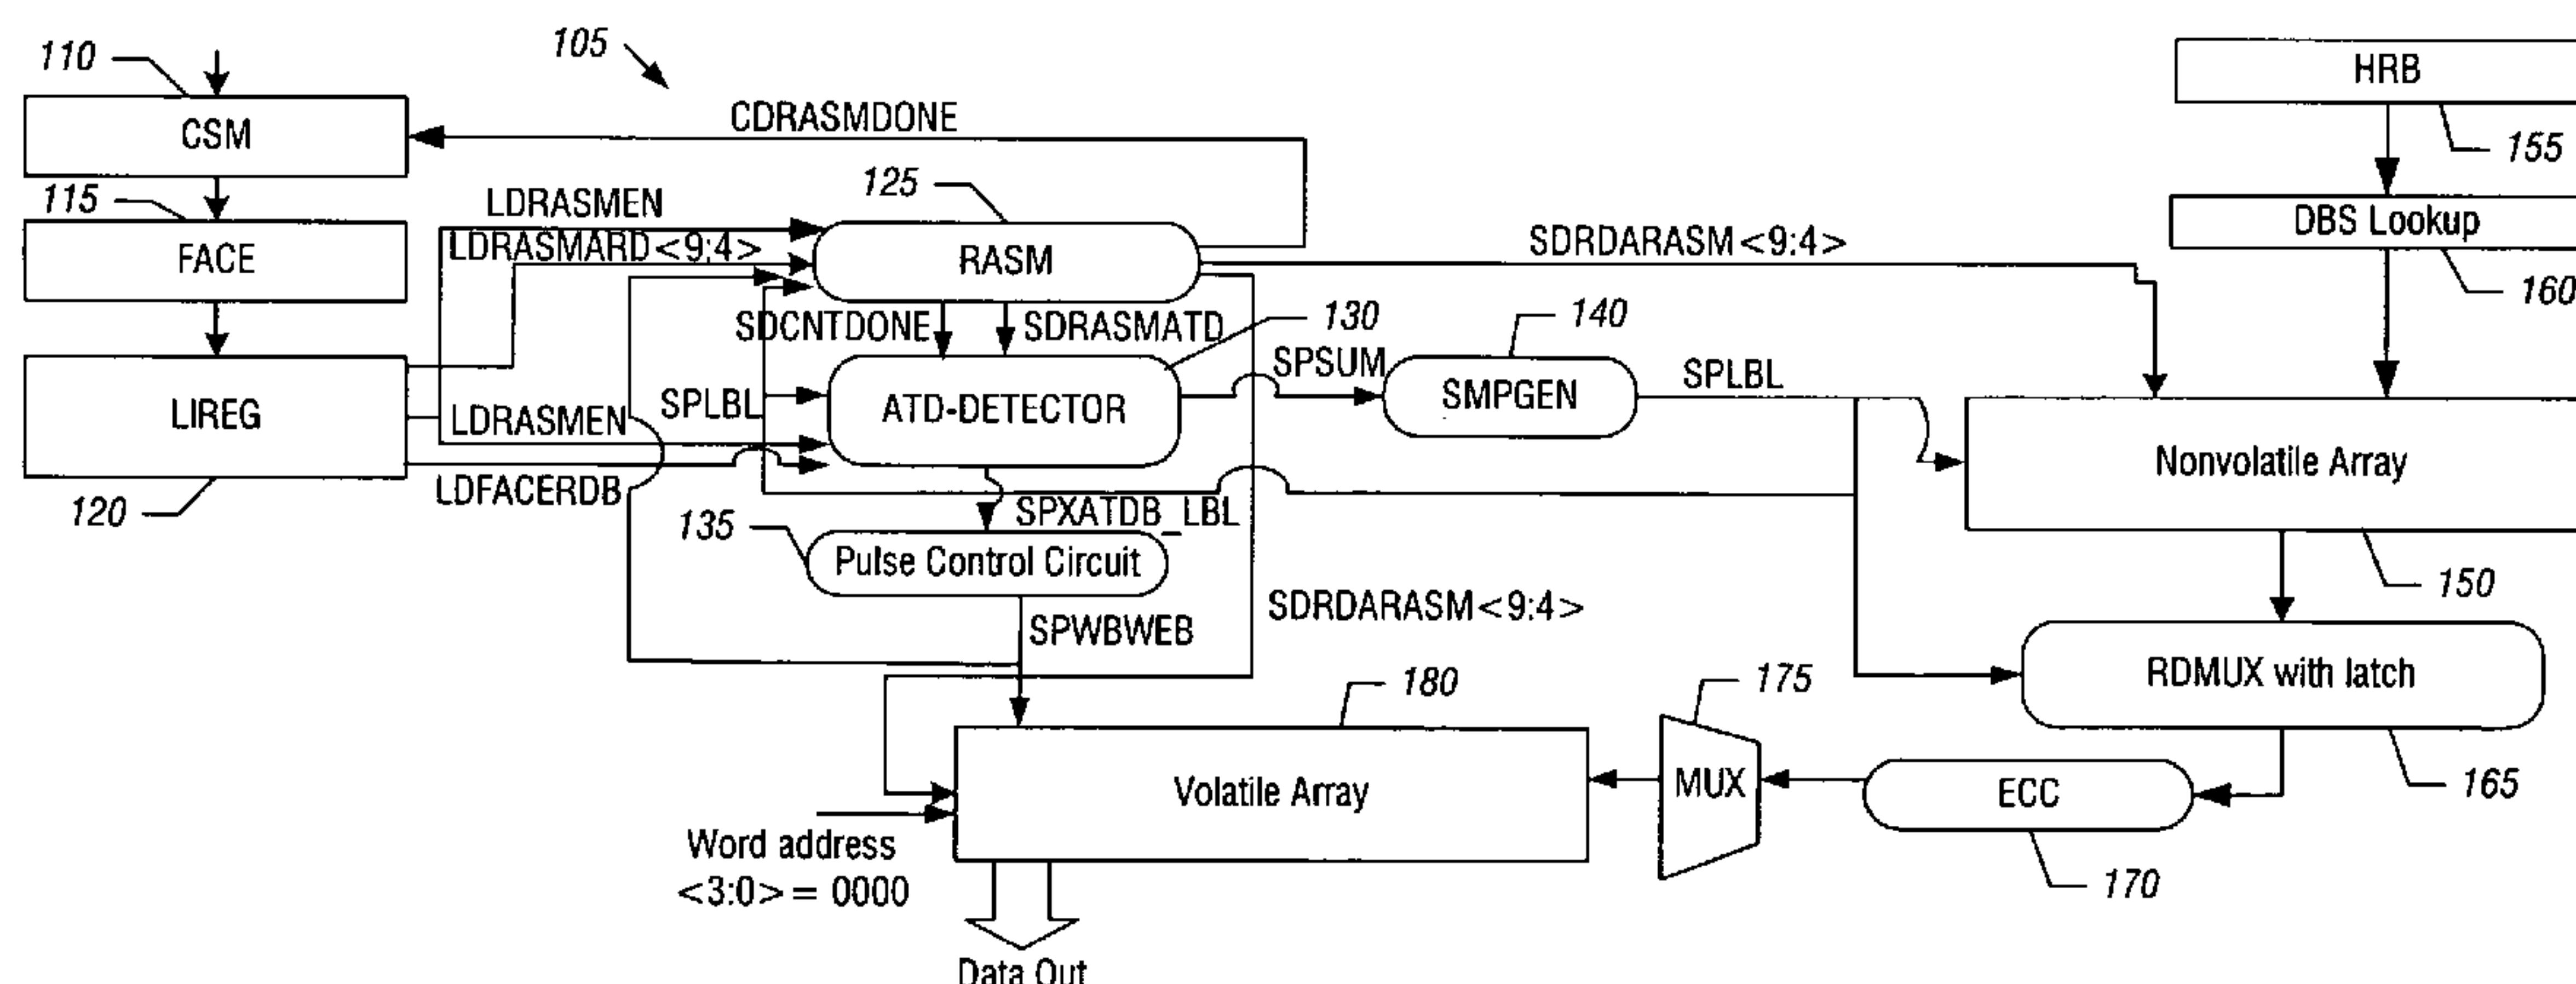 105
110
CSM
CDRASMDONE
HRB
155
115
FACE
LDRASMEN
LDRASMARD<9:4>
125
RASM
SDRDARASM<9:4>
DBS Lookup
160
SDCNTDONE
SDRASMATD
130
140
LIREG
120
LDRASMEN
LDFACERDB
SPLBL
ATD-DETECTOR
SPSUM
SMPGEN
SPLBL
Nonvolatile Array
150
SPXATDB_LBL
135
Pulse Control Circuit
SPWBWEB
SDRDARASM<9:4>
RDMUX with latch
165
180
175
Volatile Array
MUX
ECC
170
Word address
<3:0> = 0000
Data Out